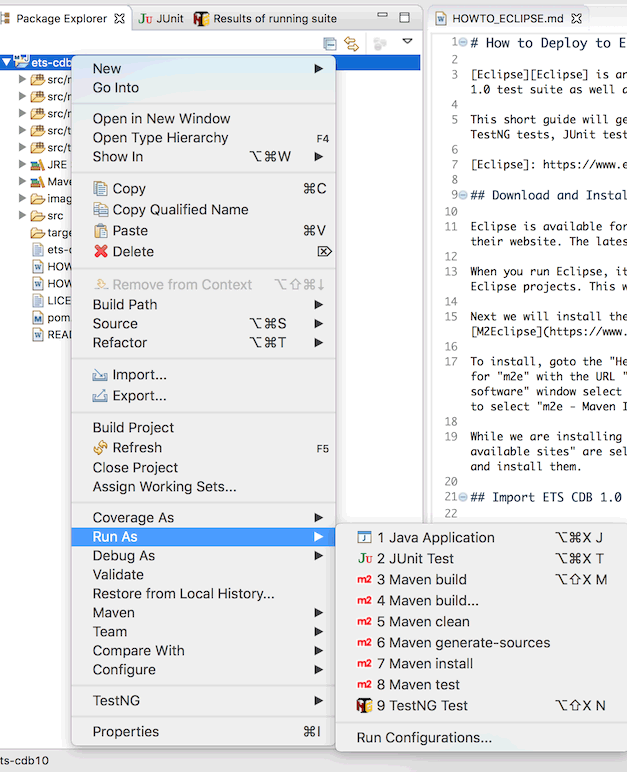 Package Explorer
JUnit
Results of running suite
HOWTO_ECLIPSE.md
ets-cdb
src/
src/
src/
src/t
src/t
JRE
Mave
imag
src
targe
ets-c
HOW
HOW
LICE
pom
REA
New
Go Into
Open in New Window
Open Type Hierarchy F4
Show In ⌥⌘W
Copy ⌘C
Copy Qualified Name
Paste ⌘V
Delete ⌦
Remove from Context ⌥⇧⌘↓
Build Path
Source ⌥⌘S
Refactor ⌥⌘T
Import...
Export...
Build Project
Refresh F5
Close Project
Assign Working Sets...
Coverage As
Run As
Debug As
Validate
Restore from Local History...
Maven
Team
Compare With
Configure
TestNG
Properties ⌘I
1 Java Application ⌥⌘X J
2 JUnit Test ⌥⌘X T
3 Maven build ⌥⇧X M
4 Maven build...
5 Maven clean
6 Maven generate-sources
7 Maven install
8 Maven test
9 TestNG Test ⌥⇧X N
Run Configurations...
1 # How to Deploy to E
2
3 [Eclipse][Eclipse] is an
1.0 test suite as well a
4
5 This short guide will ge
TestNG tests, JUnit test
6
7 [Eclipse]: https://www.e
8
9 ## Download and Instal
10
11 Eclipse is available for
their website. The latest
12
13 When you run Eclipse, it
Eclipse projects. This w
14
15 Next we will install the
[M2Eclipse](https://www.
16
17 To install, goto the "He
for "m2e" with the URL "
software" window select
to select "m2e - Maven I
18
19 While we are installing
available sites" are sel
and install them.
20
21 ## Import ETS CDB 1.0
22
ts-cdb10